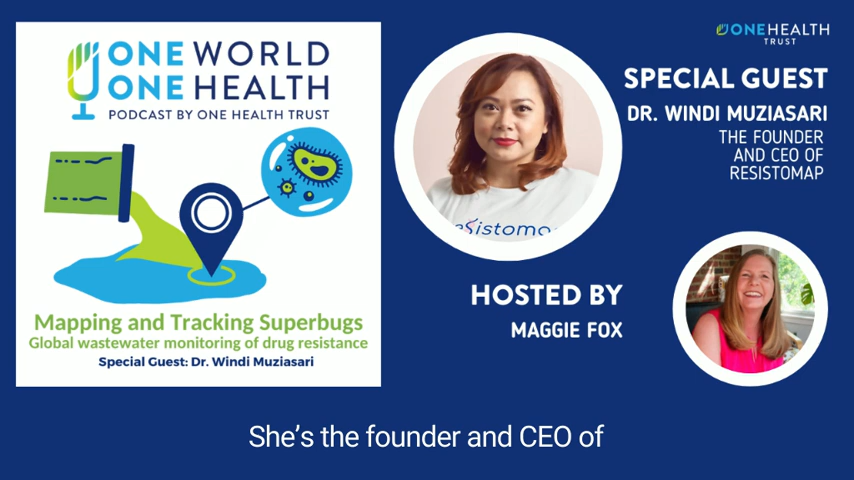 ONE WORLD
ONE HEALTH
PODCAST BY ONE HEALTH TRUST
Mapping and Tracking Superbugs
Global wastewater monitoring of drug resistance
Special Guest: Dr. Windi Muziasari
ONEHEALTH
TRUST
SPECIAL GUEST
DR. WINDI MUZIASARI
THE FOUNDER
AND CEO OF
RESISTOMAP
HOSTED BY
MAGGIE FOX
She's the founder and CEO of